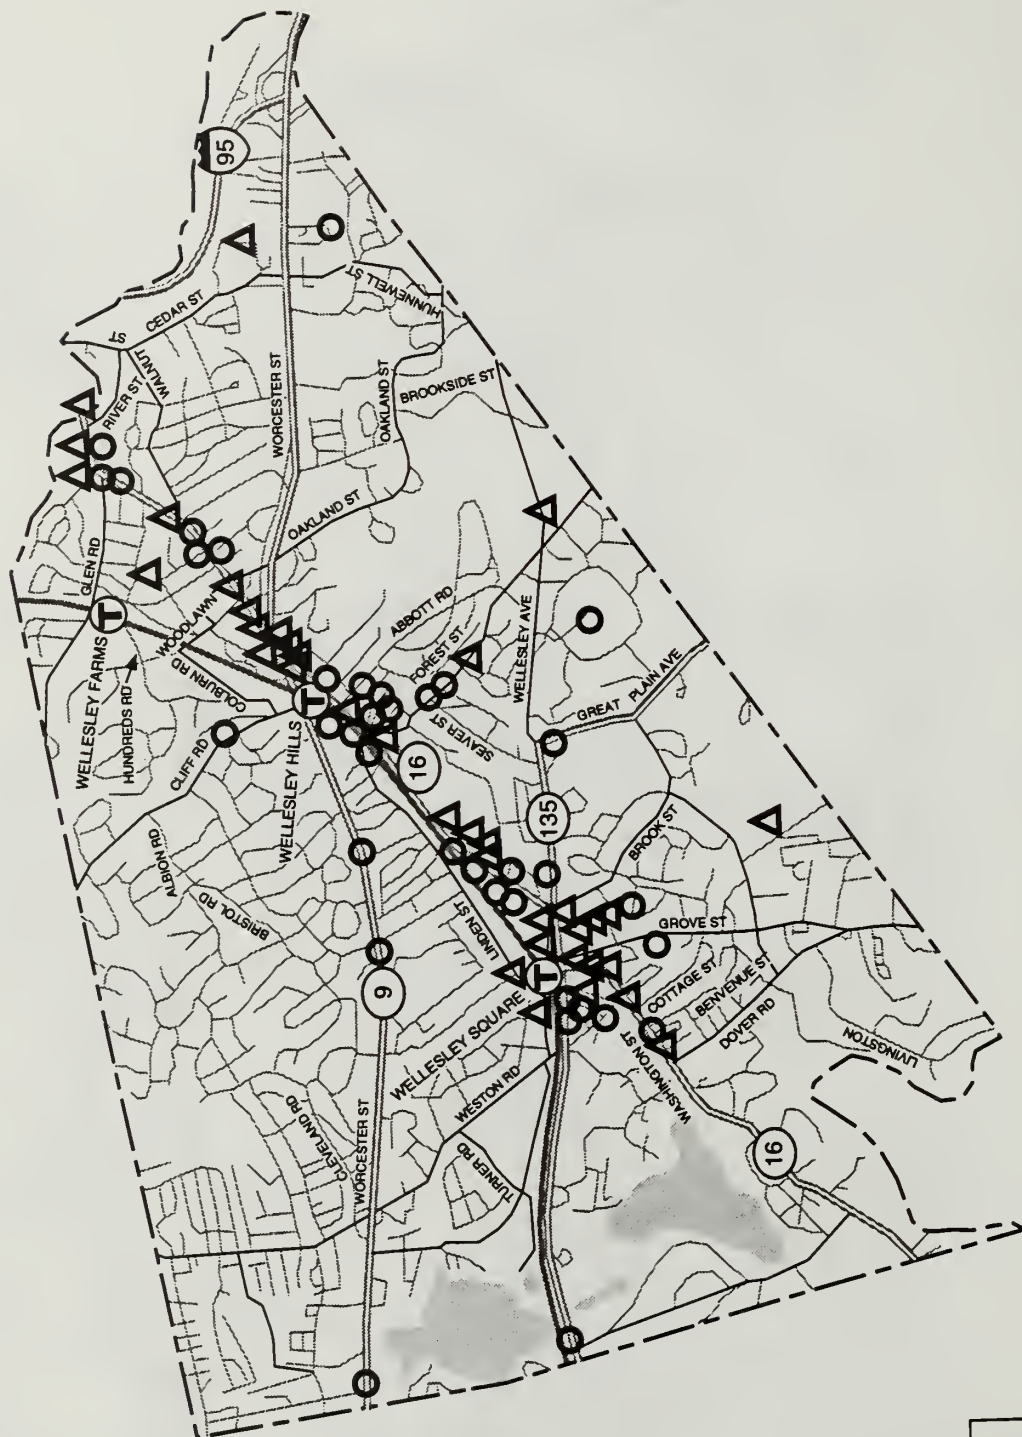 95
CEDAR ST
ST
WALNUT
RIVER ST
HUNNEWELL ST
WORCESTER ST
OAKLAND ST
BROOKSIDE ST
OAKLAND ST
GLEN RD
WOODLAWN
T
WELLESLEY FARMS
HUNDREDS RD
COLBURN RD
CLIFF RD
T
WELLESLEY HILLS
ABBOTT RD
FOREST ST
SEAVER ST
WELLESLEY AVE
GREAT PLAIN AVE
16
135
BROOK ST
ALBION RD
BRISTOL RD
LINDEN ST
9
GROVE ST
T
WELLESLEY SQUARE
COTTAGE ST
BENVENUE ST
DOVER RD
LIVINGSTON
WASHINGTON ST
WESTON RD
TURNER RD
CLEVELAND RD
WORCESTER ST
16